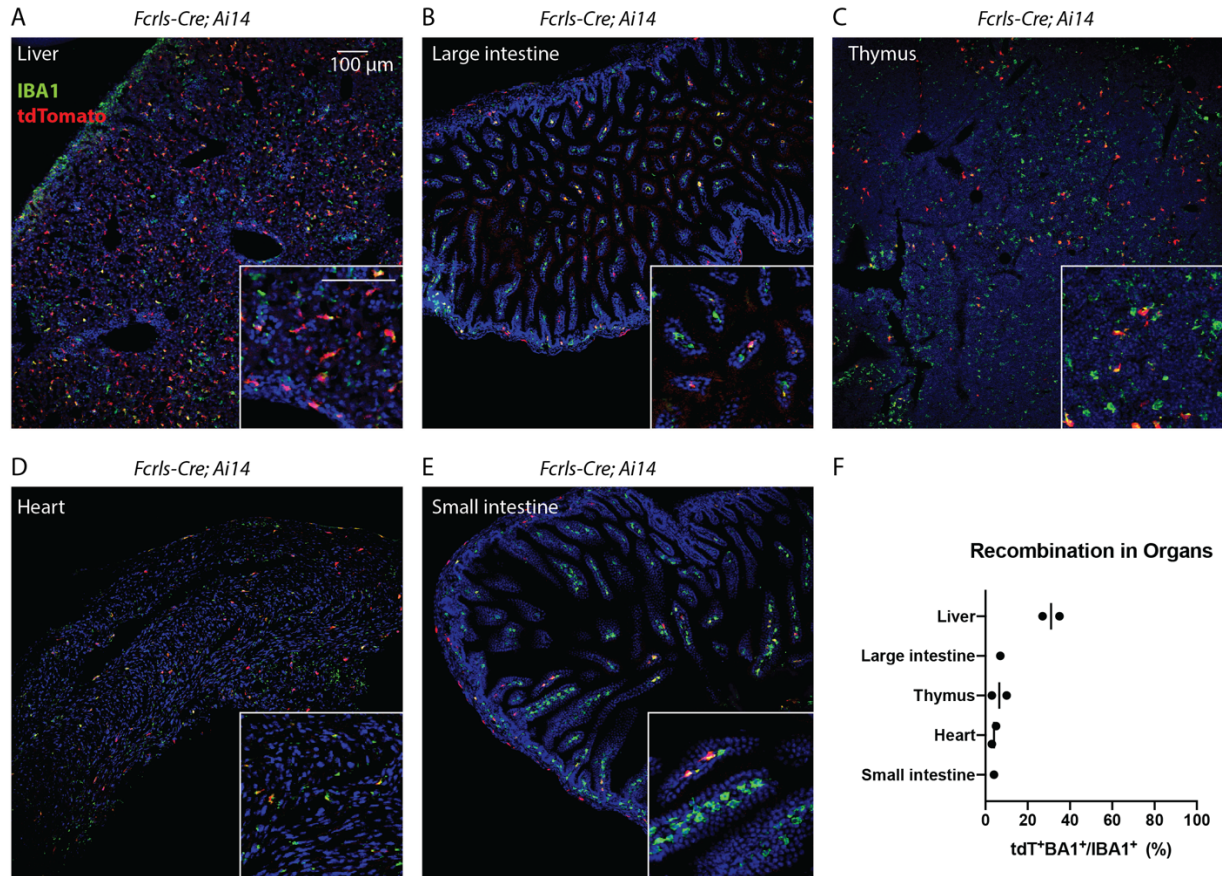 A
Fcrls-Cre; Ai14
Liver
100 µm
IBA1
tdTomato
B
Fcrls-Cre; Ai14
Large intestine
C
Fcrls-Cre; Ai14
Thymus
D
Fcrls-Cre; Ai14
Heart
E
Fcrls-Cre; Ai14
Small intestine
F
Recombination in Organs
Liver
Large intestine
Thymus
Heart
Small intestine
0 20 40 60 80 100
tdT⁺BA1⁺/IBA1⁺ (%)